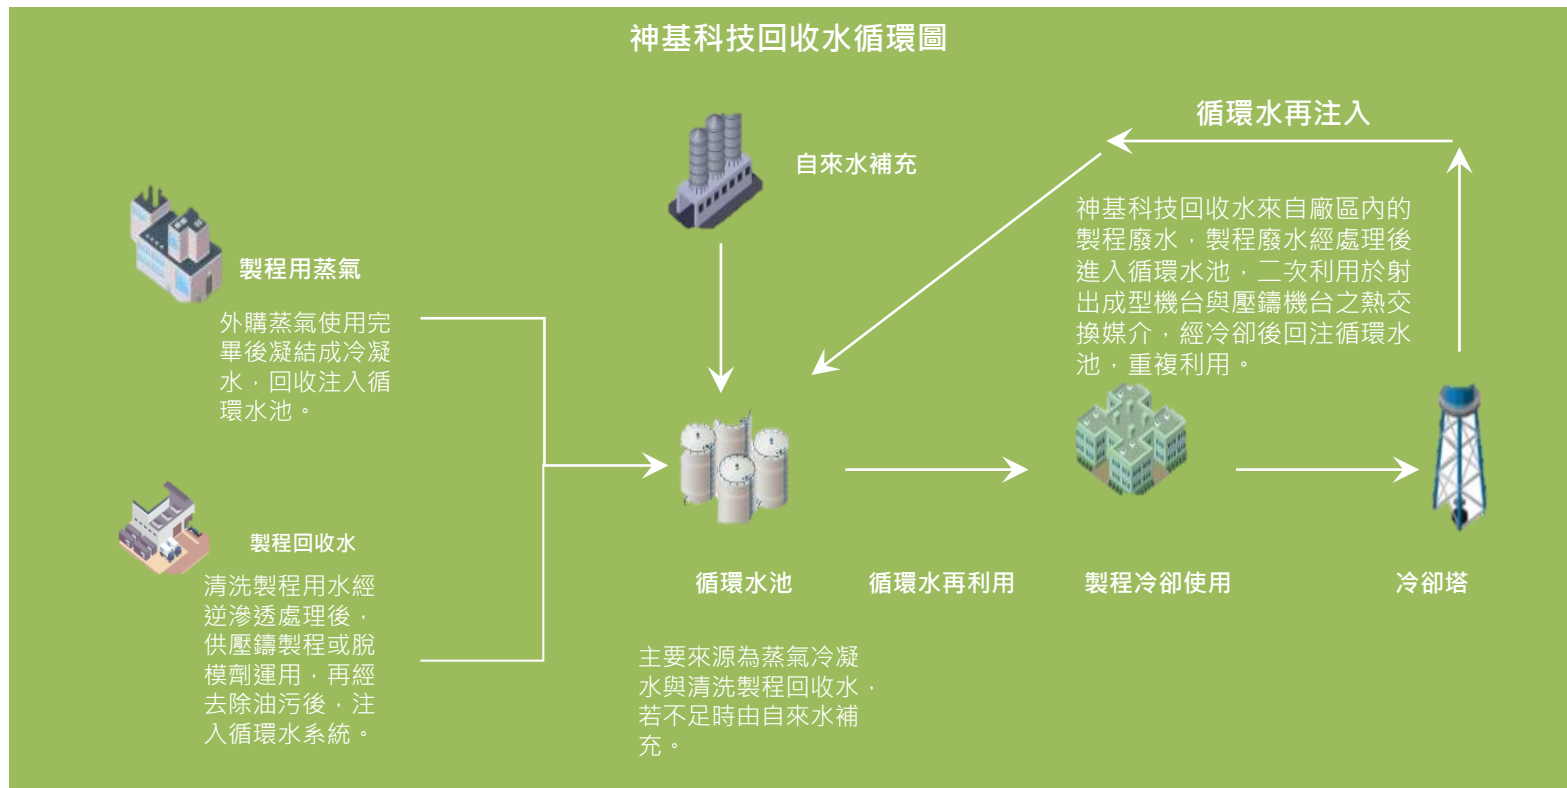 神基科技回收水循環圖
循環水再注入
自來水補充
神基科技回收水來自廠區內的
製程廢水，製程廢水經處理後
進入循環水池，二次利用於射
出成型機台與壓鑄機台之熱交
換媒介，經冷卻後回注循環水
池，重複利用。
製程用蒸氣
外購蒸氣使用完
畢後凝結成冷凝
水，回收注入循
環水池。
製程回收水
清洗製程用水經
逆滲透處理後，
供壓鑄製程或脫
模劑運用，再經
去除油污後，注
入循環水系統。
循環水池
循環水再利用
製程冷卻使用
冷卻塔
主要來源為蒸氣冷凝
水與清洗製程回收水，
若不足時由自來水補
充。